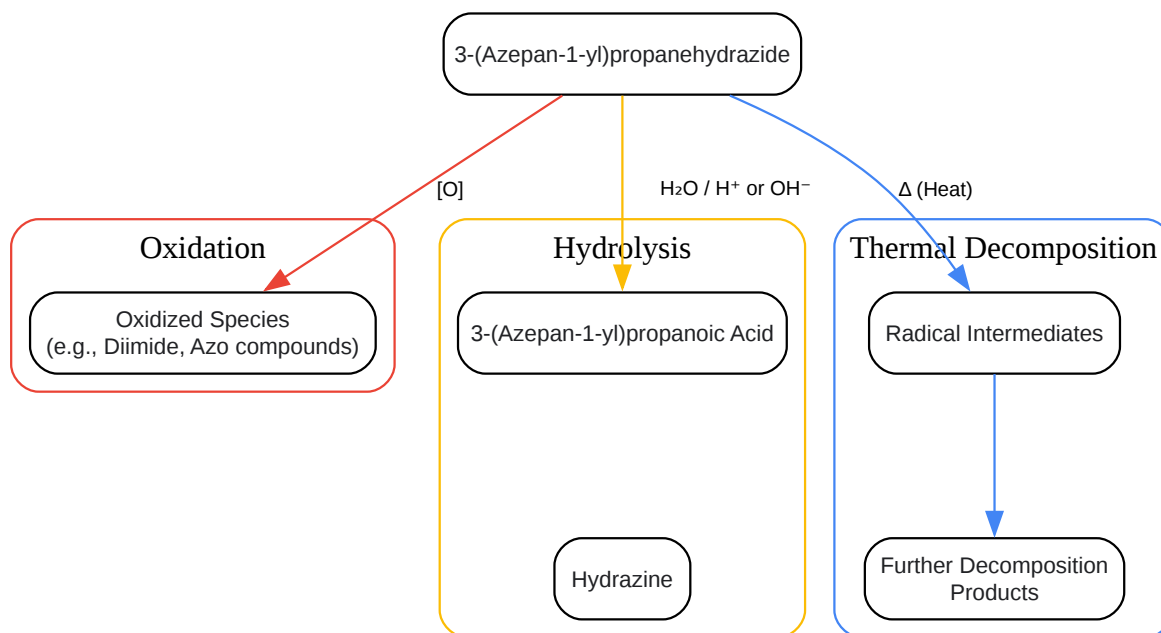 3-(Azepan-1-yl)propanehydrazide
[O]
H₂O / H⁺ or OH⁻
Δ (Heat)
Oxidation
Oxidized Species
(e.g., Diimide, Azo compounds)
Hydrolysis
3-(Azepan-1-yl)propanoic Acid
Hydrazine
Thermal Decomposition
Radical Intermediates
Further Decomposition
Products